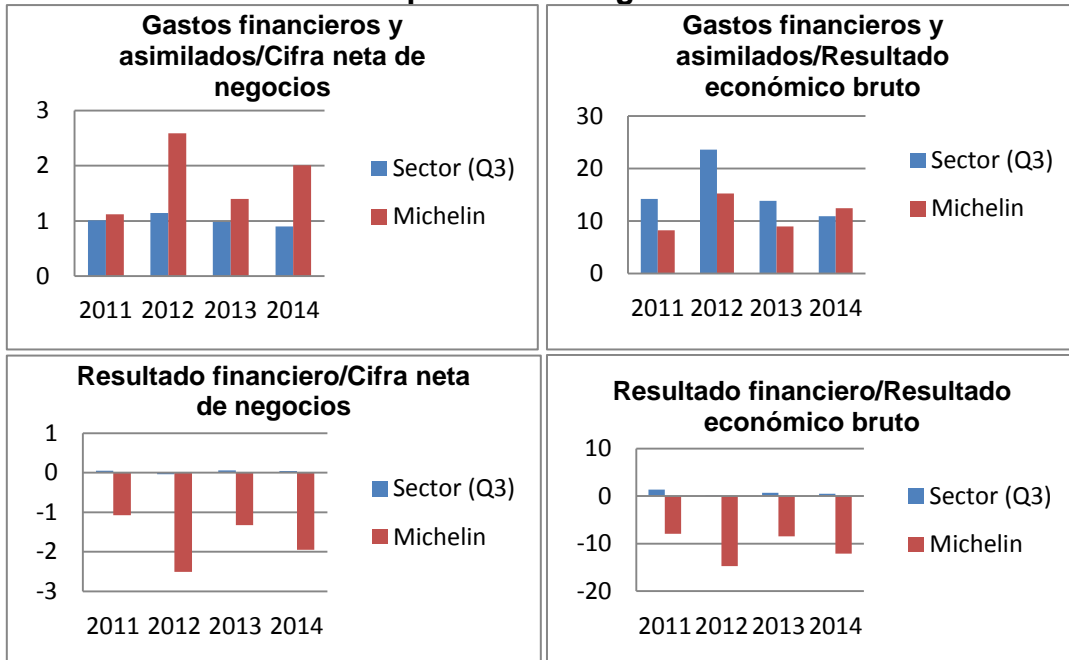 Gastos financieros y
asimilados/Cifra neta de
negocios
3
2
1
0
2011 2012 2013 2014
Sector (Q3)
Michelin
Gastos financieros y
asimilados/Resultado
económico bruto
30
20
10
0
2011 2012 2013 2014
Sector (Q3)
Michelin
Resultado financiero/Cifra neta
de negocios
1
0
-1
-2
-3
2011 2012 2013 2014
Sector (Q3)
Michelin
Resultado financiero/Resultado
económico bruto
10
0
-10
-20
2011 2012 2013 2014
Sector (Q3)
Michelin